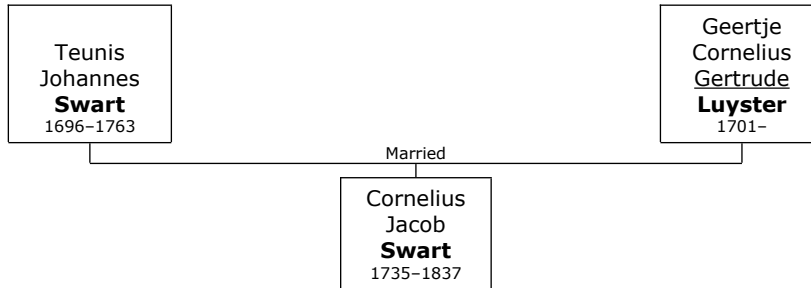 Teunis
Johannes
Swart
1696–1763
Geertje
Cornelius
Gertrude
Luyster
1701–
Married
Cornelius
Jacob
Swart
1735–1837